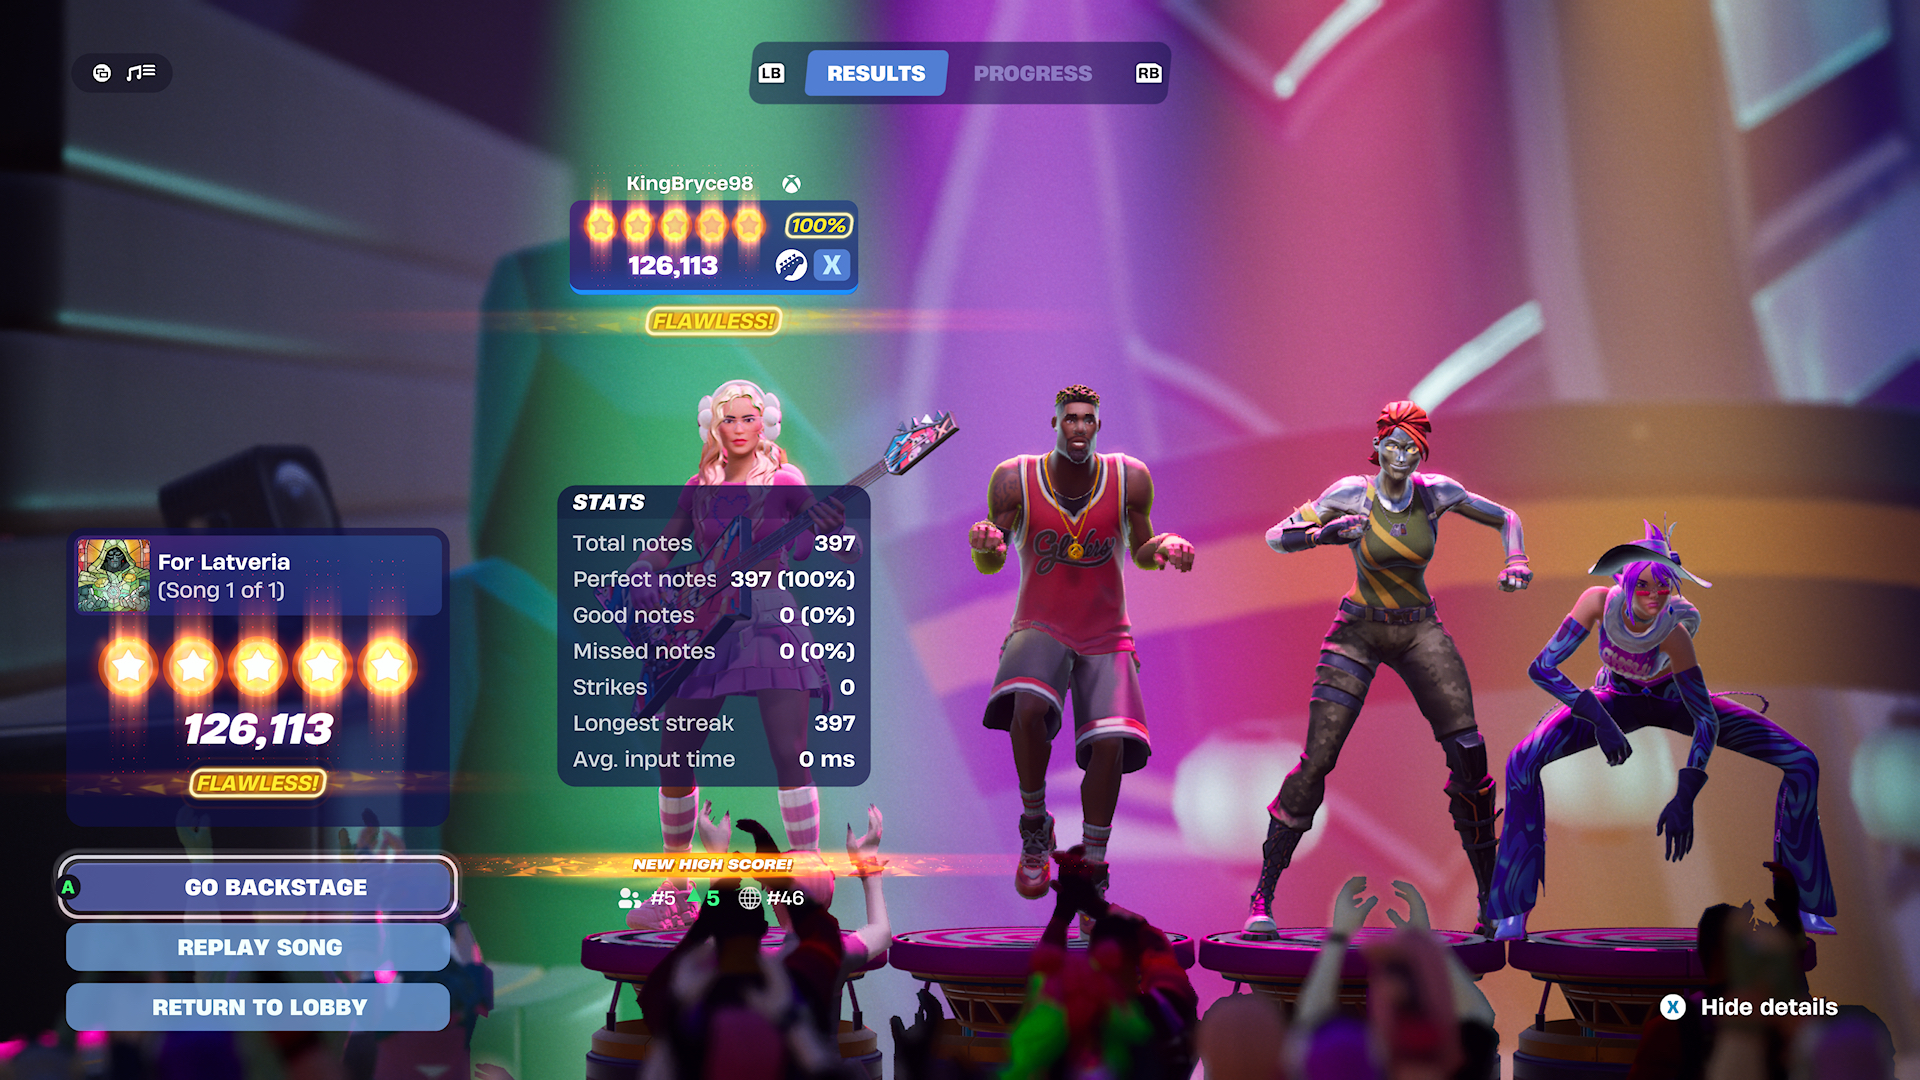 LB RESULTS PROGRESS RB
KingBryce98
100%
126,113 X
FLAWLESS!
STATS
Total notes 397
Perfect notes 397 (100%)
Good notes 0 (0%)
Missed notes 0 (0%)
Strikes 0
Longest streak 397
Avg. input time 0 ms
NEW HIGH SCORE!
#5 5 #46
For Latveria
(Song 1 of 1)
126,113
FLAWLESS!
A GO BACKSTAGE
REPLAY SONG
RETURN TO LOBBY
X Hide details